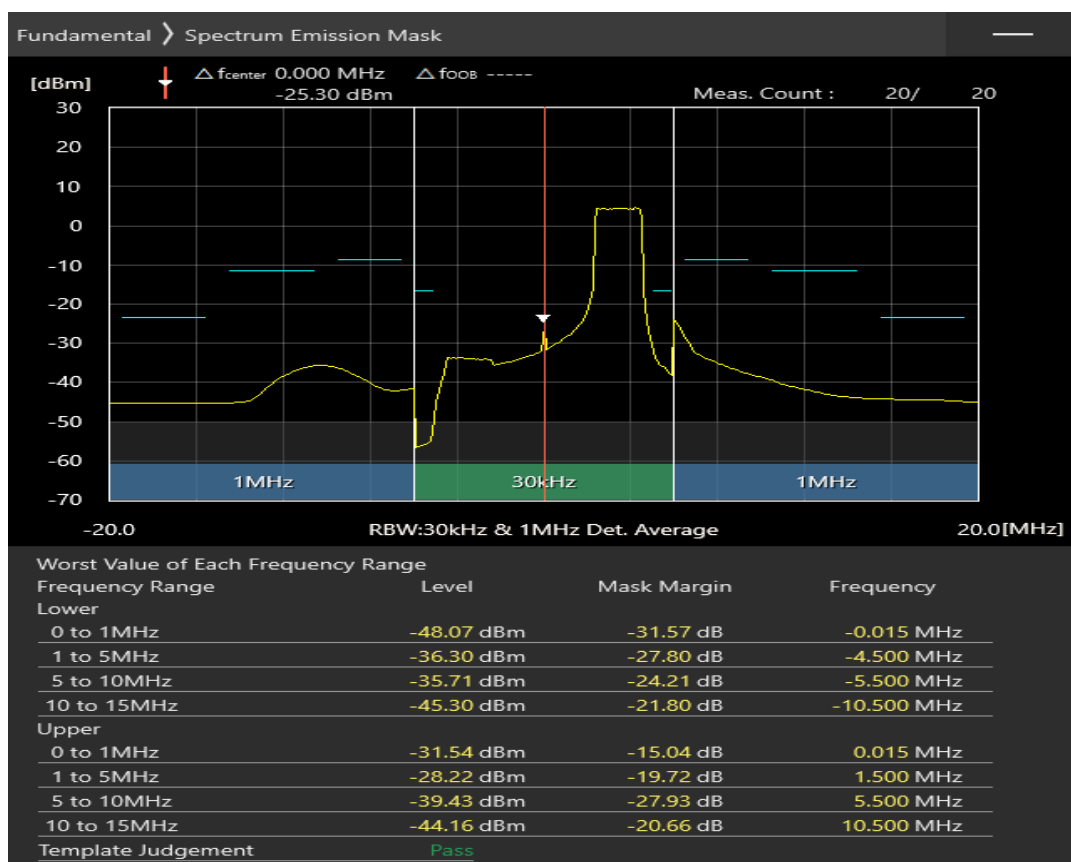 Fundamental ❯ Spectrum Emission Mask
[dBm]
△ fcenter 0.000 MHz △ fOOB -----
-25.30 dBm
Meas. Count : 20/ 20
30
20
10
0
-10
-20
-30
-40
-50
-60
-70
1MHz 30kHz 1MHz
-20.0 RBW:30kHz & 1MHz Det. Average 20.0[MHz]
Worst Value of Each Frequency Range
Frequency Range Level Mask Margin Frequency
Lower
0 to 1MHz -48.07 dBm -31.57 dB -0.015 MHz
1 to 5MHz -36.30 dBm -27.80 dB -4.500 MHz
5 to 10MHz -35.71 dBm -24.21 dB -5.500 MHz
10 to 15MHz -45.30 dBm -21.80 dB -10.500 MHz
Upper
0 to 1MHz -31.54 dBm -15.04 dB 0.015 MHz
1 to 5MHz -28.22 dBm -19.72 dB 1.500 MHz
5 to 10MHz -39.43 dBm -27.93 dB 5.500 MHz
10 to 15MHz -44.16 dBm -20.66 dB 10.500 MHz
Template Judgement Pass